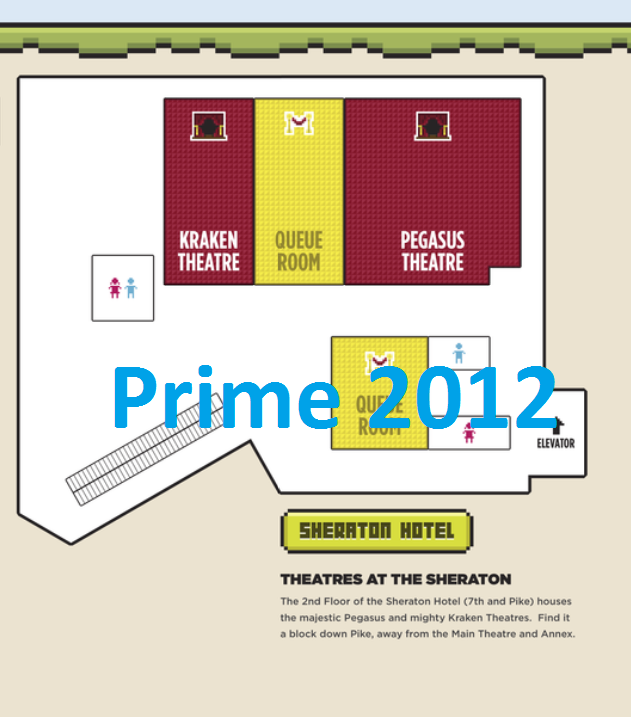 KRAKEN
THEATRE
QUEUE
ROOM
PEGASUS
THEATRE
Prime 2012
QUEUE
ROOM
ELEVATOR
SHERATON HOTEL
THEATRES AT THE SHERATON
The 2nd Floor of the Sheraton Hotel (7th and Pike) houses
the majestic Pegasus and mighty Kraken Theatres. Find it
a block down Pike, away from the Main Theatre and Annex.